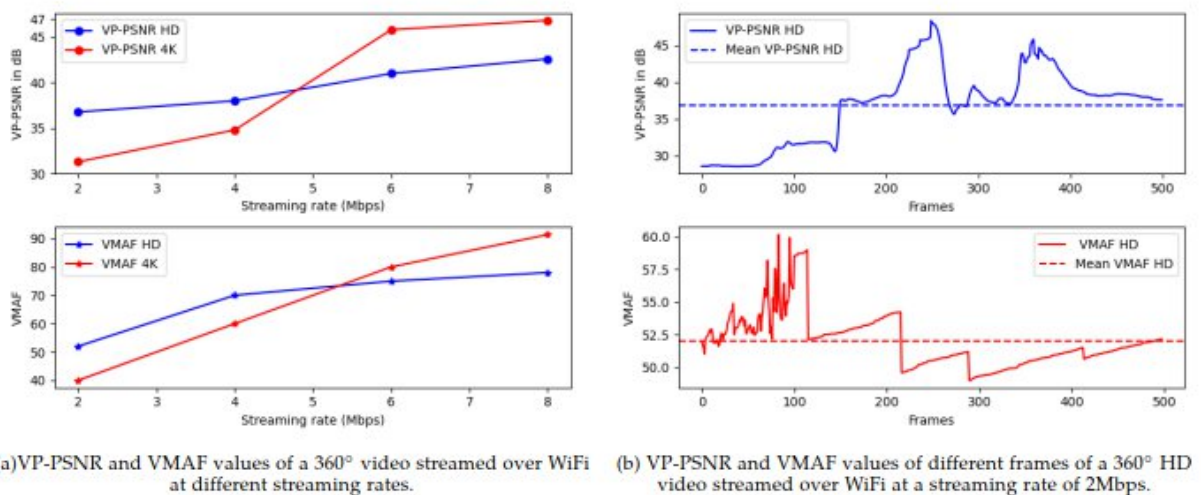 47
45
40
35
30
VP-PSNR in dB
VP-PSNR HD
VP-PSNR 4K
2 3 4 5 6 7 8
Streaming rate (Mbps)
90
80
70
60
50
40
VMAF
VMAF HD
VMAF 4K
2 3 4 5 6 7 8
Streaming rate (Mbps)
a)VP-PSNR and VMAF values of a 360° video streamed over WiFi
at different streaming rates.
45
40
35
30
VP-PSNR in dB
VP-PSNR HD
Mean VP-PSNR HD
0 100 200 300 400 500
Frames
60.0
57.5
55.0
52.5
50.0
VMAF
VMAF HD
Mean VMAF HD
0 100 200 300 400 500
Frames
(b) VP-PSNR and VMAF values of different frames of a 360° HD
video streamed over WiFi at a streaming rate of 2Mbps.